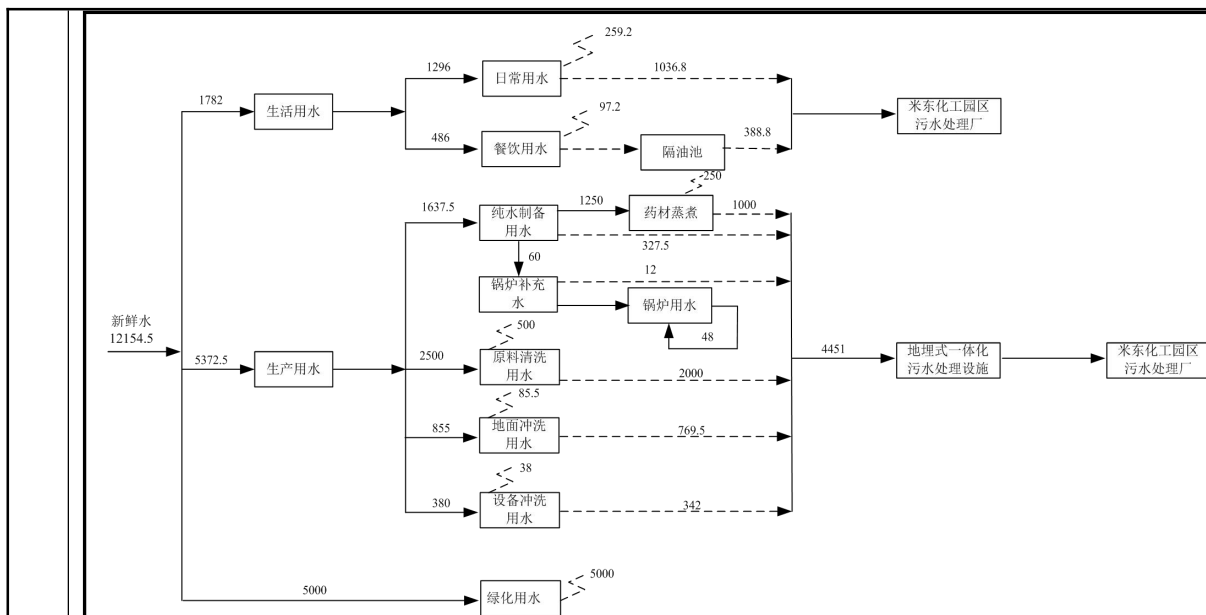 259.2
1296
日常用水
1036.8
1782
生活用水
米东化工园区
污水处理厂
97.2
486
餐饮用水
隔油池
388.8
250
1637.5
纯水制备
用水
1250
药材蒸煮
1000
327.5
60
12
锅炉补充
水
锅炉用水
48
新鲜水
12154.5
500
5372.5
生产用水
2500
原料清洗
用水
2000
4451
地埋式一体化
污水处理设施
米东化工园区
污水处理厂
85.5
855
地面冲洗
用水
769.5
38
380
设备冲洗
用水
342
5000
绿化用水
5000